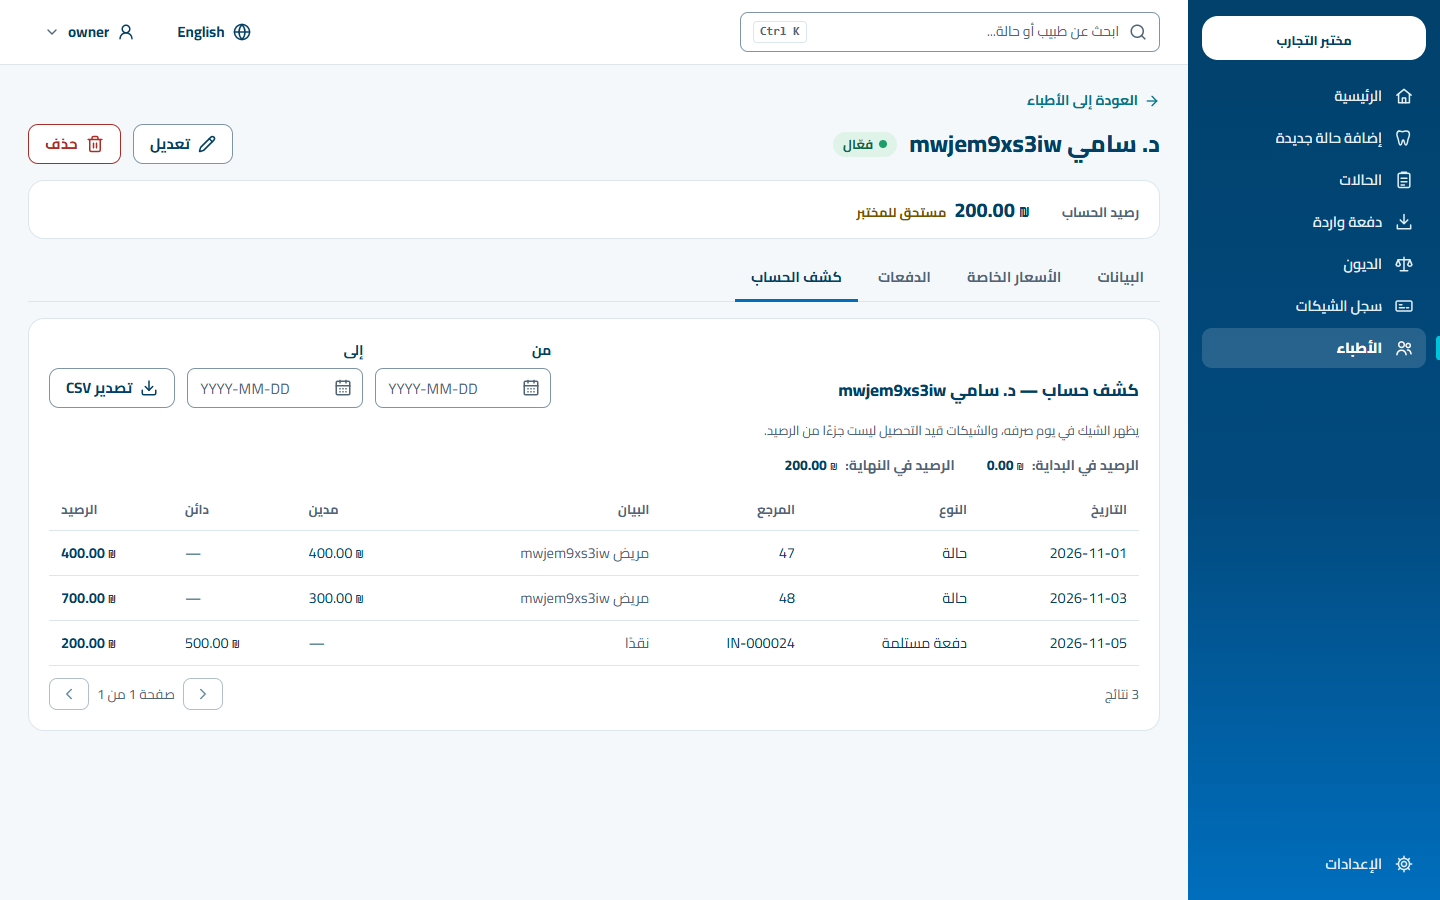 مختبر التجارب
الرئيسية
إضافة حالة جديدة
الحالات
دفعة واردة
الديون
سجل الشيكات
الأطباء
الإعدادات
ابحث عن طبيب أو حالة... Ctrl K
English
owner
العودة إلى الأطباء
د. سامي mwjem9xs3iw فعّال
تعديل
حذف
رصيد الحساب ₪ 200.00 مستحق للمختبر
البيانات الأسعار الخاصة الدفعات كشف الحساب
من إلى
كشف حساب — د. سامي mwjem9xs3iw YYYY-MM-DD YYYY-MM-DD تصدير CSV
يظهر الشيك في يوم صرفه، والشيكات قيد التحصيل ليست جزءًا من الرصيد.
الرصيد في البداية: ₪ 0.00 الرصيد في النهاية: ₪ 200.00
التاريخ النوع المرجع البيان مدين دائن الرصيد
2026-11-01 حالة 47 مريض mwjem9xs3iw ₪ 400.00 — ₪ 400.00
2026-11-03 حالة 48 مريض mwjem9xs3iw ₪ 300.00 — ₪ 700.00
2026-11-05 دفعة مستلمة IN-000024 نقدًا — ₪ 500.00 ₪ 200.00
3 نتائج صفحة 1 من 1